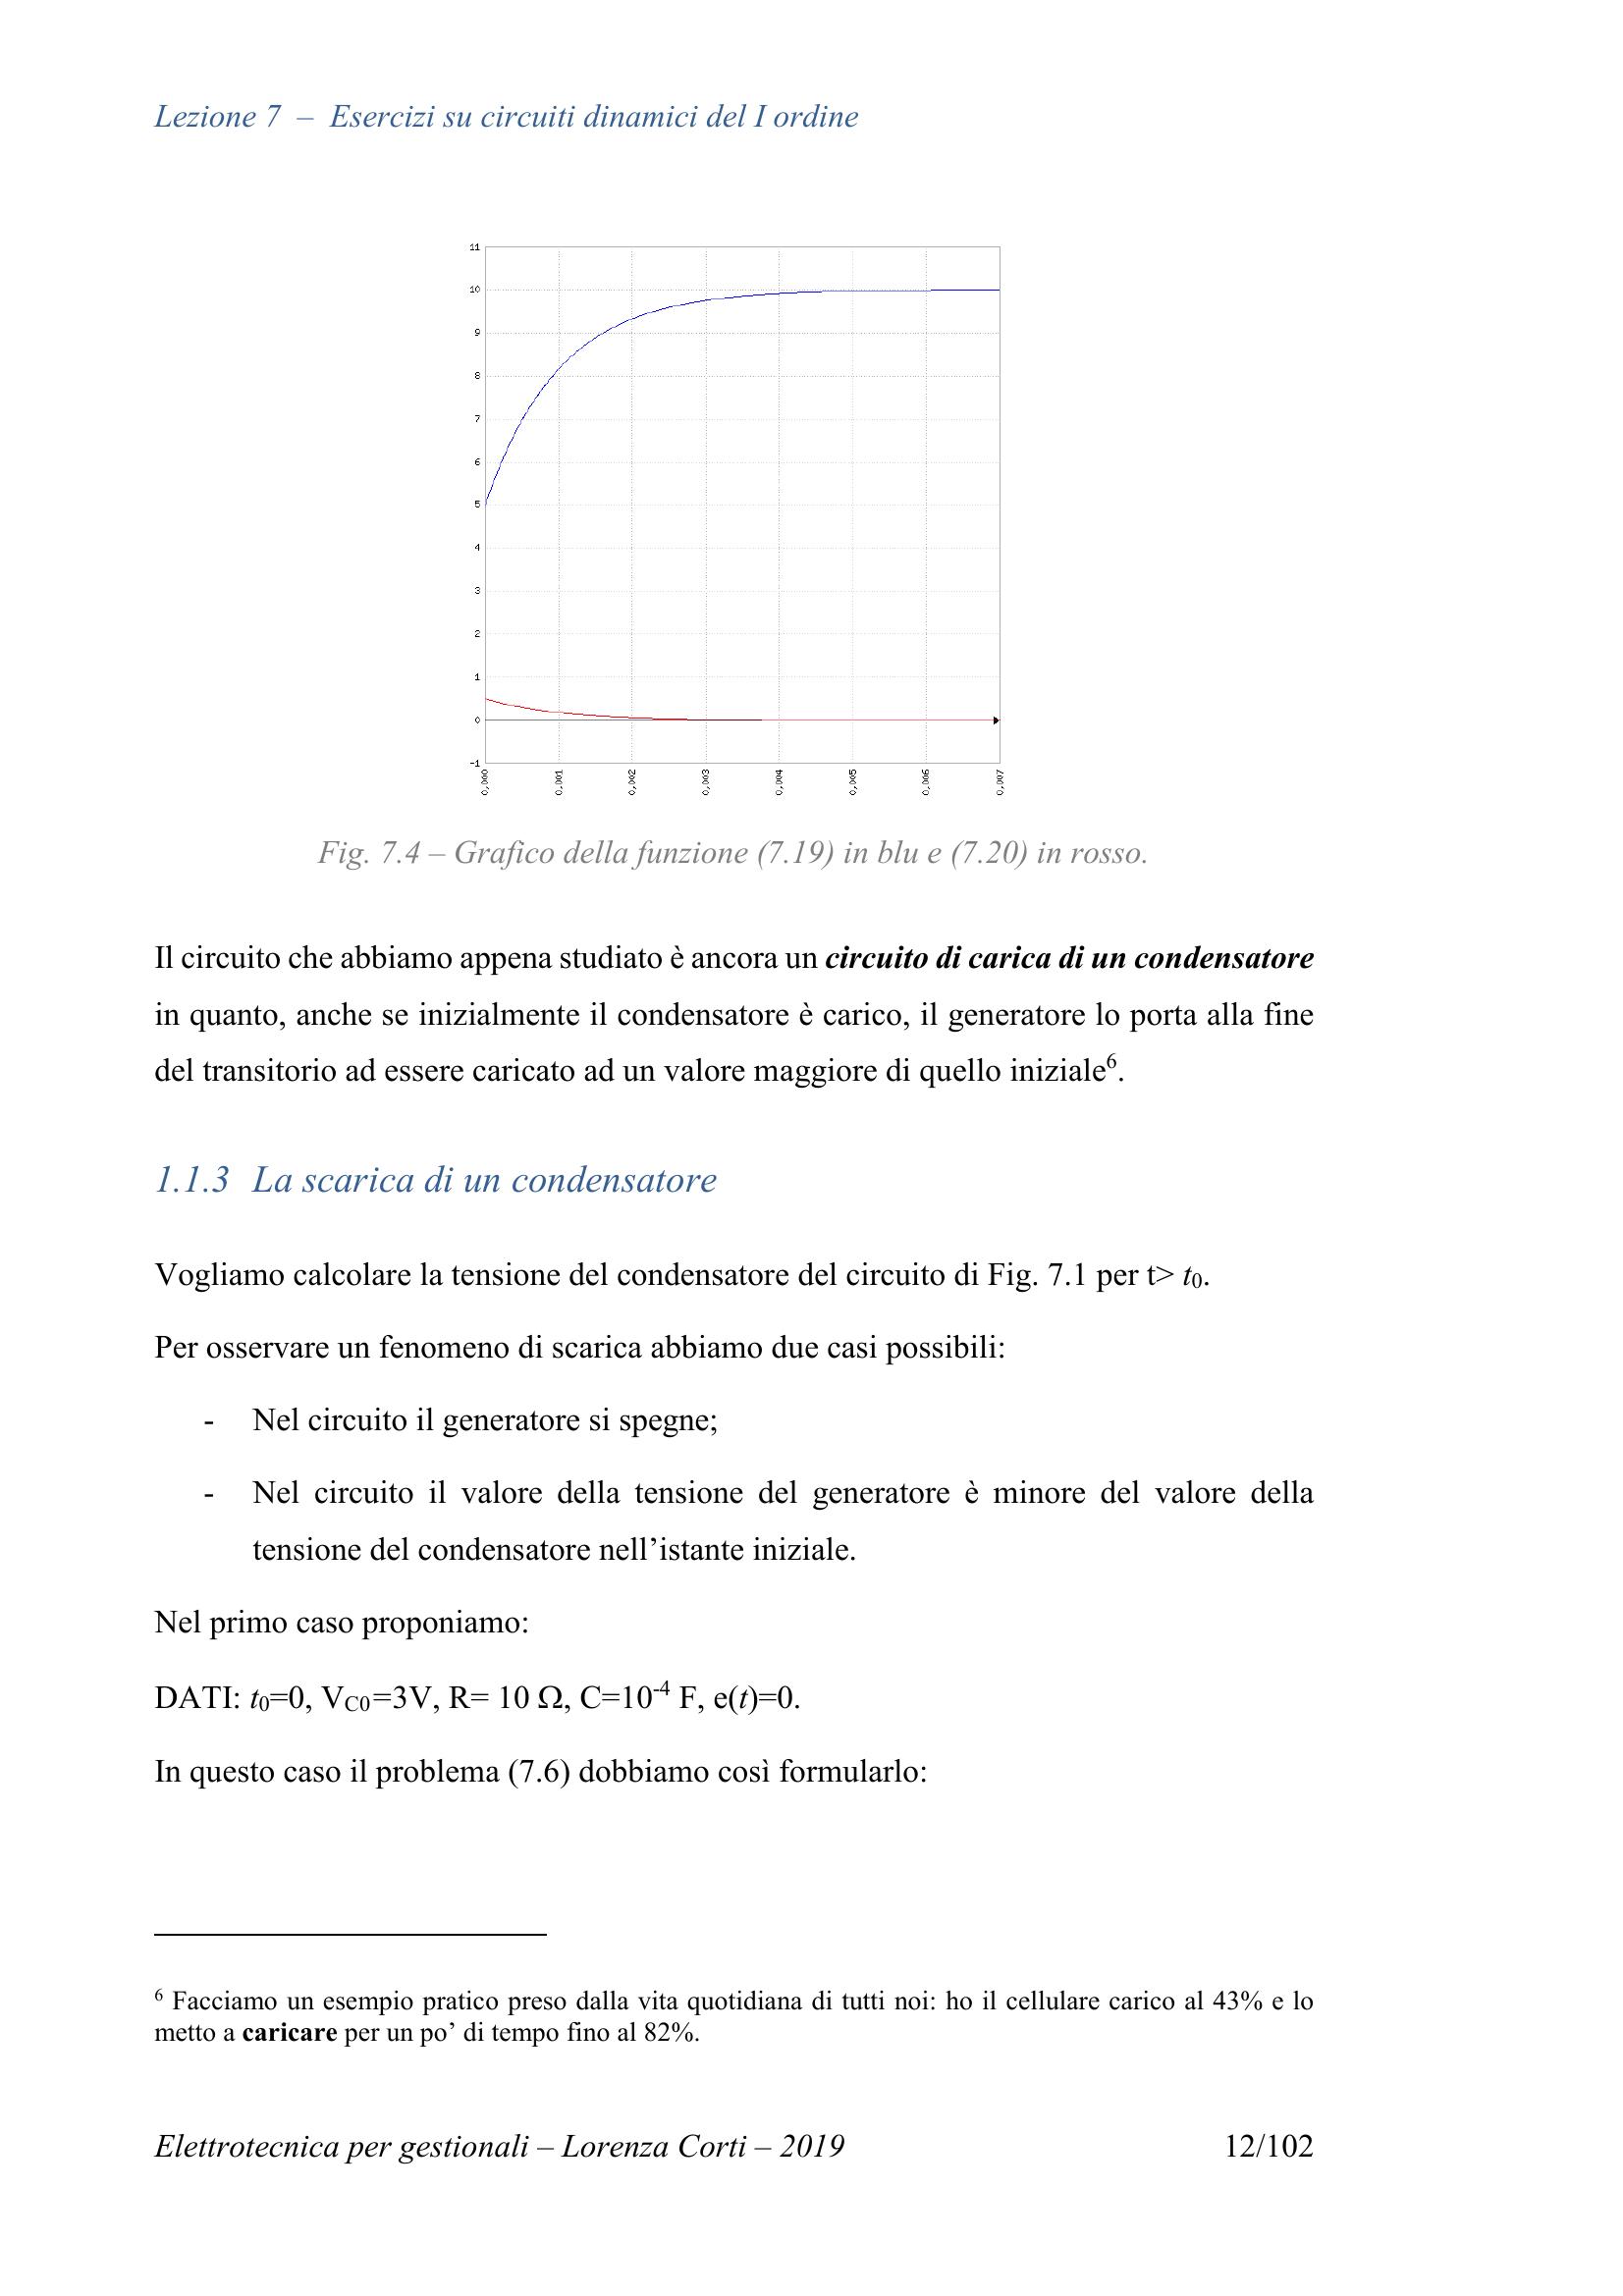 Lezione 7 – Esercizi su circuiti dinamici del I ordine
11
10
9
8
7
6
5
4
3
2
1
0
-1
0,000 0,001 0,002 0,003 0,004 0,005 0,006 0,007
Fig. 7.4 – Grafico della funzione (7.19) in blu e (7.20) in rosso.
Il circuito che abbiamo appena studiato è ancora un circuito di carica di un condensatore
in quanto, anche se inizialmente il condensatore è carico, il generatore lo porta alla fine
del transitorio ad essere caricato ad un valore maggiore di quello iniziale⁶.
1.1.3 La scarica di un condensatore
Vogliamo calcolare la tensione del condensatore del circuito di Fig. 7.1 per t> t₀.
Per osservare un fenomeno di scarica abbiamo due casi possibili:
- Nel circuito il generatore si spegne;
- Nel circuito il valore della tensione del generatore è minore del valore della
tensione del condensatore nell’istante iniziale.
Nel primo caso proponiamo:
DATI: t₀=0, V_C0=3V, R= 10 Ω, C=10⁻⁴ F, e(t)=0.
In questo caso il problema (7.6) dobbiamo così formularlo:
⁶ Facciamo un esempio pratico preso dalla vita quotidiana di tutti noi: ho il cellulare carico al 43% e lo
metto a caricare per un po’ di tempo fino al 82%.
Elettrotecnica per gestionali – Lorenza Corti – 2019 12/102